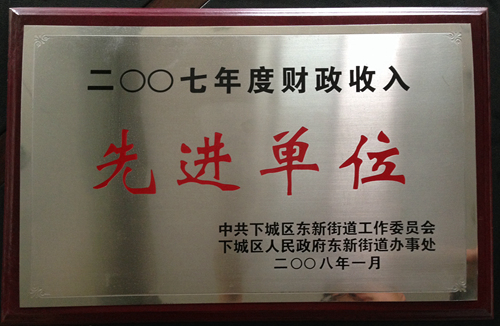 二〇〇七年度财政收入
先进单位
中共下城区东新街道工作委员会
下城区人民政府东新街道办事处
二〇〇八年一月